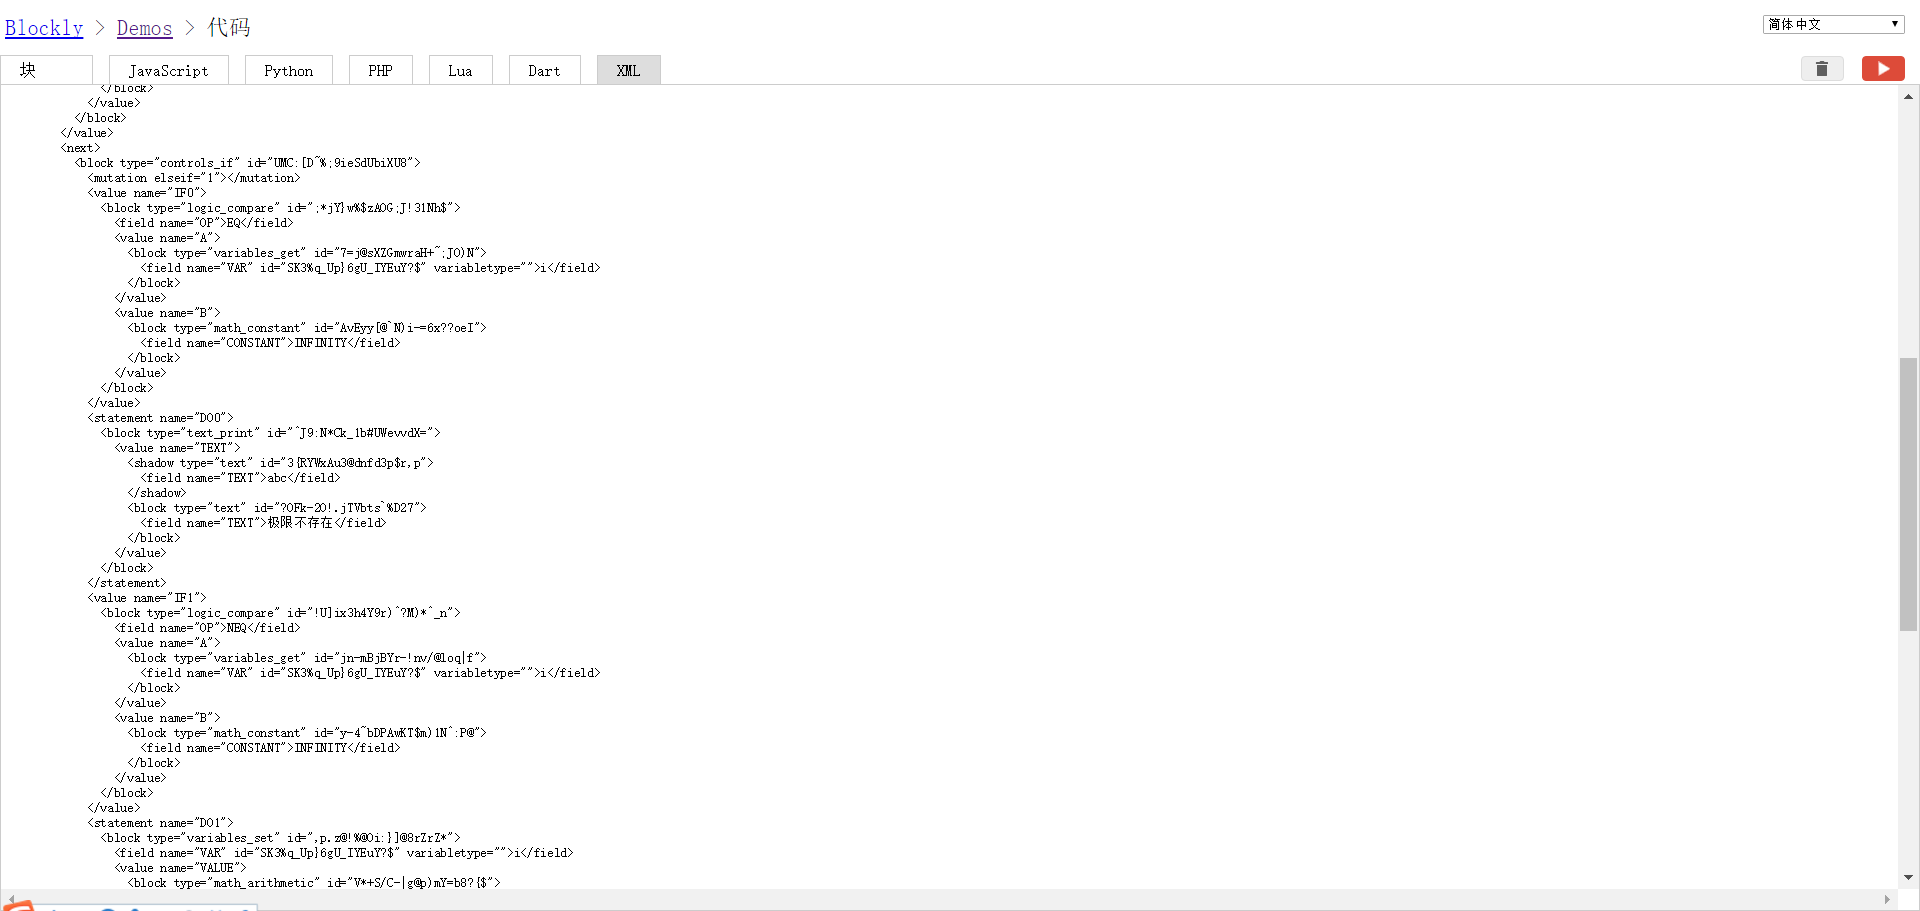 Blockly > Demos > 代码
简体中文
块 JavaScript Python PHP Lua Dart XML
</block>
</value>
</block>
</value>
<next>
<block type="controls_if" id="UMC:[D~%;9ieSdUbiXU8">
<mutation elseif="1"></mutation>
<value name="IF0">
<block type="logic_compare" id=";*jY}w%$zAOG;J!31Nh$">
<field name="OP">EQ</field>
<value name="A">
<block type="variables_get" id="7=j@sXZGmwraH+~;JO)N">
<field name="VAR" id="SK3%q_Up}6gU_IYEuY?$" variabletype="">i</field>
</block>
</value>
<value name="B">
<block type="math_constant" id="AvEyy[@`N)i-=6x??oeI">
<field name="CONSTANT">INFINITY</field>
</block>
</value>
</block>
</value>
<statement name="DO0">
<block type="text_print" id="^J9:N*Ck_1b#UWevvdX=">
<value name="TEXT">
<shadow type="text" id="3{RYWxAu3@dnfd3p$r,p">
<field name="TEXT">abc</field>
</shadow>
<block type="text" id="?OFk-20!.jTVbts`%D27">
<field name="TEXT">极限不存在</field>
</block>
</value>
</block>
</statement>
<value name="IF1">
<block type="logic_compare" id="!U]ix3h4Y9r)^?M)*^_n">
<field name="OP">NEQ</field>
<value name="A">
<block type="variables_get" id="jn-mBjBYr-!nv/@loq|f">
<field name="VAR" id="SK3%q_Up}6gU_IYEuY?$" variabletype="">i</field>
</block>
</value>
<value name="B">
<block type="math_constant" id="y-4~bDPAwKT$m)1N^:P@">
<field name="CONSTANT">INFINITY</field>
</block>
</value>
</block>
</value>
<statement name="DO1">
<block type="variables_set" id=",p.z@!%@Oi:}]@8rZrZ*">
<field name="VAR" id="SK3%q_Up}6gU_IYEuY?$" variabletype="">i</field>
<value name="VALUE">
<block type="math_arithmetic" id="V*+S/C-|g@p)mY=b8?{$">